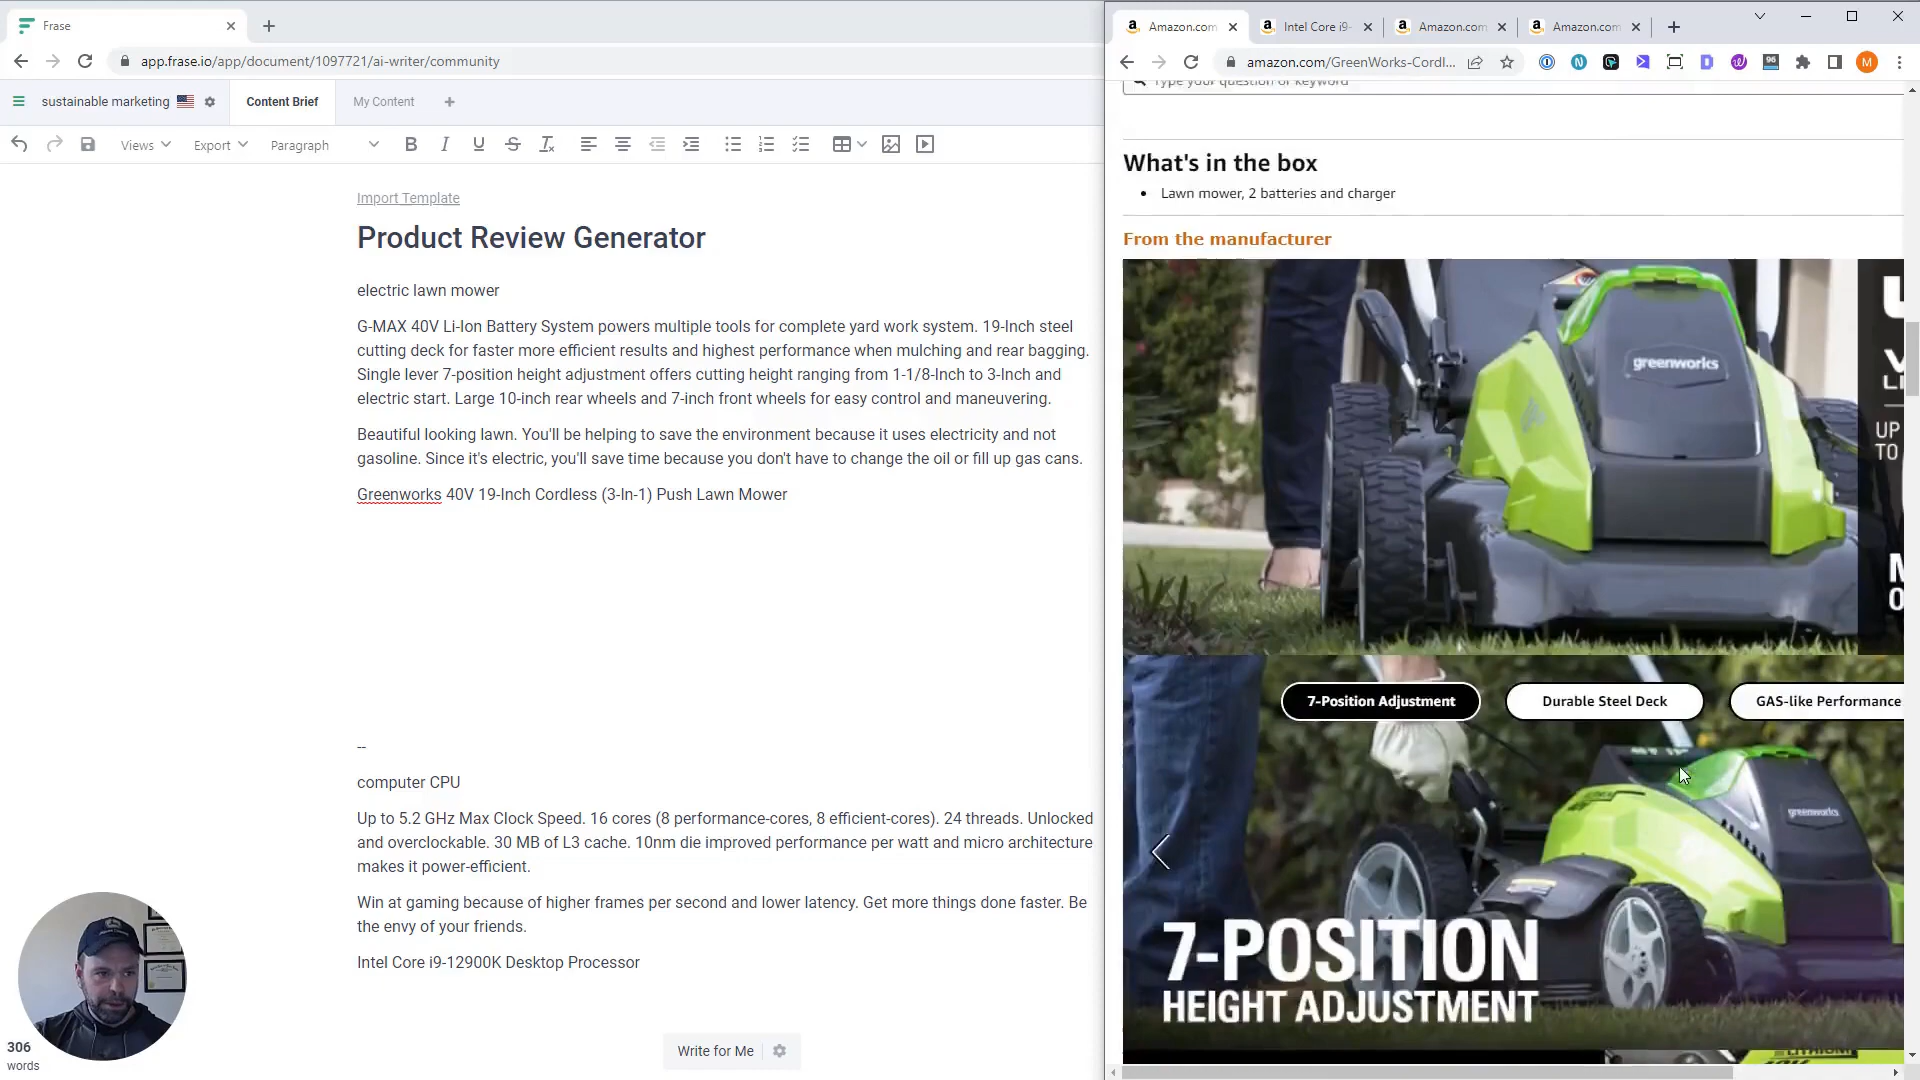 Frase
app.frase.io/app/document/1097721/ai-writer/community
sustainable marketing
Content Brief
My Content
Views
Export
Paragraph
Import Template
Product Review Generator
electric lawn mower
G-MAX 40V Li-Ion Battery System powers multiple tools for complete yard work system. 19-Inch steel
cutting deck for faster more efficient results and highest performance when mulching and rear bagging.
Single lever 7-position height adjustment offers cutting height ranging from 1-1/8-Inch to 3-Inch and
electric start. Large 10-inch rear wheels and 7-inch front wheels for easy control and maneuvering.
Beautiful looking lawn. You'll be helping to save the environment because it uses electricity and not
gasoline. Since it's electric, you'll save time because you don't have to change the oil or fill up gas cans.
Greenworks 40V 19-Inch Cordless (3-In-1) Push Lawn Mower
--
computer CPU
Up to 5.2 GHz Max Clock Speed. 16 cores (8 performance-cores, 8 efficient-cores). 24 threads. Unlocked
and overclockable. 30 MB of L3 cache. 10nm die improved performance per watt and micro architecture
makes it power-efficient.
Win at gaming because of higher frames per second and lower latency. Get more things done faster. Be
the envy of your friends.
Intel Core i9-12900K Desktop Processor
306
words
Write for Me
Amazon.com
Intel Core i9-
Amazon.com
Amazon.com
amazon.com/GreenWorks-Cordl...
96
M
Type your question or keyword
What's in the box
• Lawn mower, 2 batteries and charger
From the manufacturer
greenworks
UP
TO
7-Position Adjustment
Durable Steel Deck
GAS-like Performance
greenworks
7-POSITION
HEIGHT ADJUSTMENT
LITHIUM